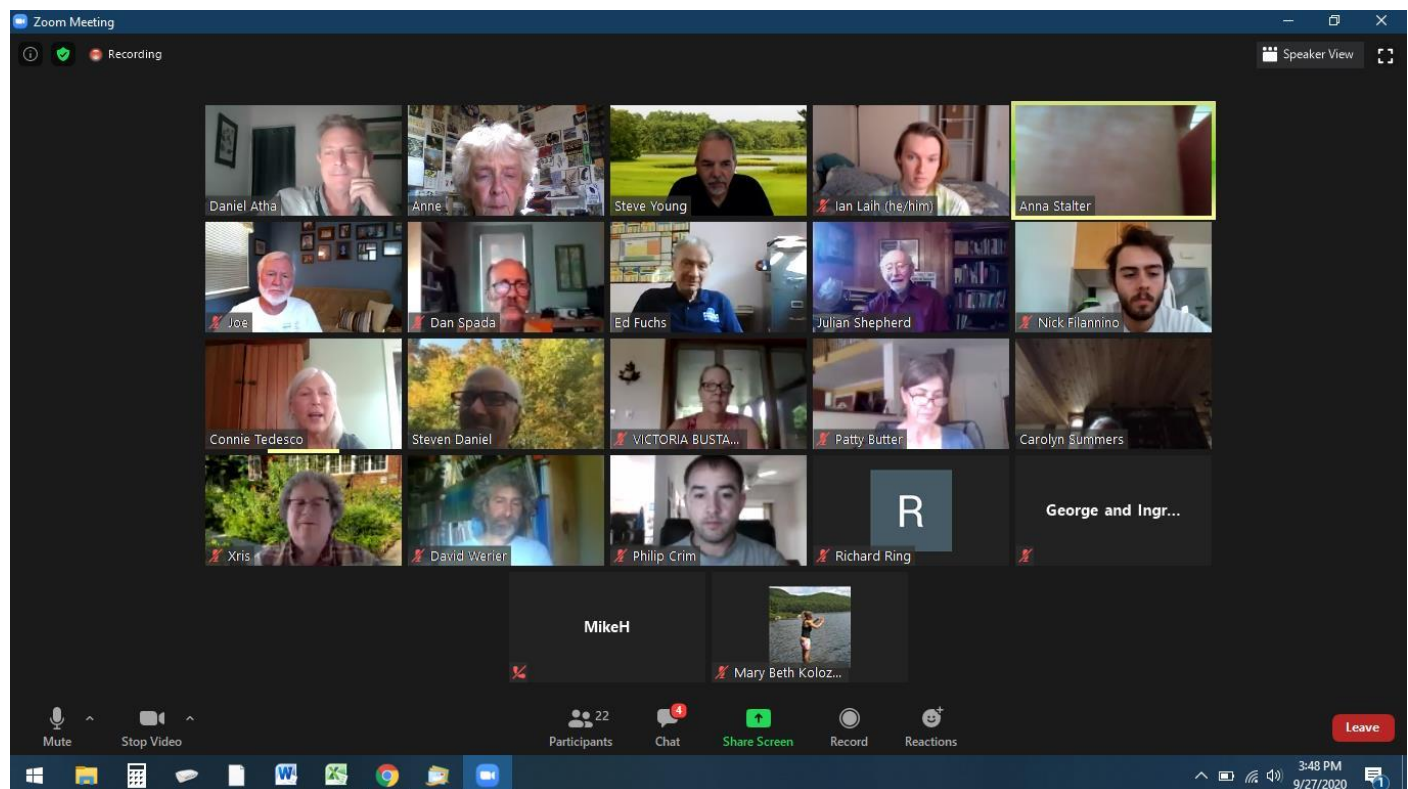 Zoom Meeting
Recording
Speaker View
Daniel Atha
Anne
Steve Young
Ian Laih (he/him)
Anna Stalter
Joe
Dan Spada
Ed Fuchs
Julian Shepherd
Nick Filannino
Connie Tedesco
Steven Daniel
VICTORIA BUSTA...
Patty Butter
Carolyn Summers
Xris
David Werier
Philip Crim
R
Richard Ring
George and Ingr...
MikeH
Mary Beth Koloz...
Mute
Stop Video
22
Participants
4
Chat
Share Screen
Record
Reactions
Leave
3:48 PM
9/27/2020
1